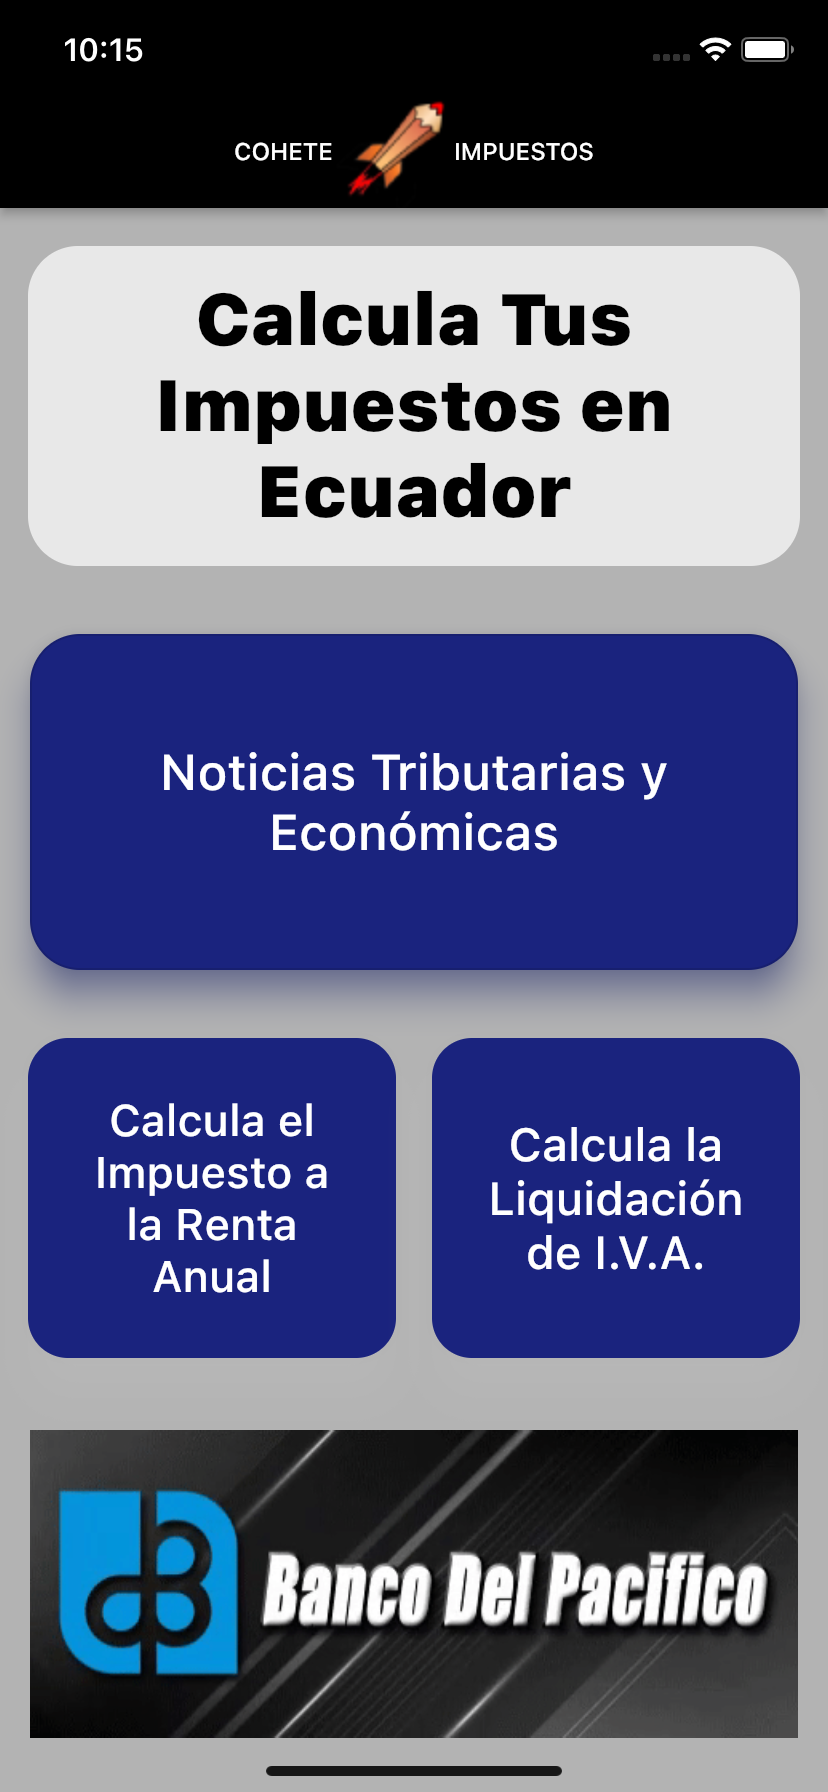 10:15
COHETE IMPUESTOS
Calcula Tus
Impuestos en
Ecuador
Noticias Tributarias y
Económicas
Calcula el
Impuesto a
la Renta
Anual
Calcula la
Liquidación
de I.V.A.
Banco Del Pacifico